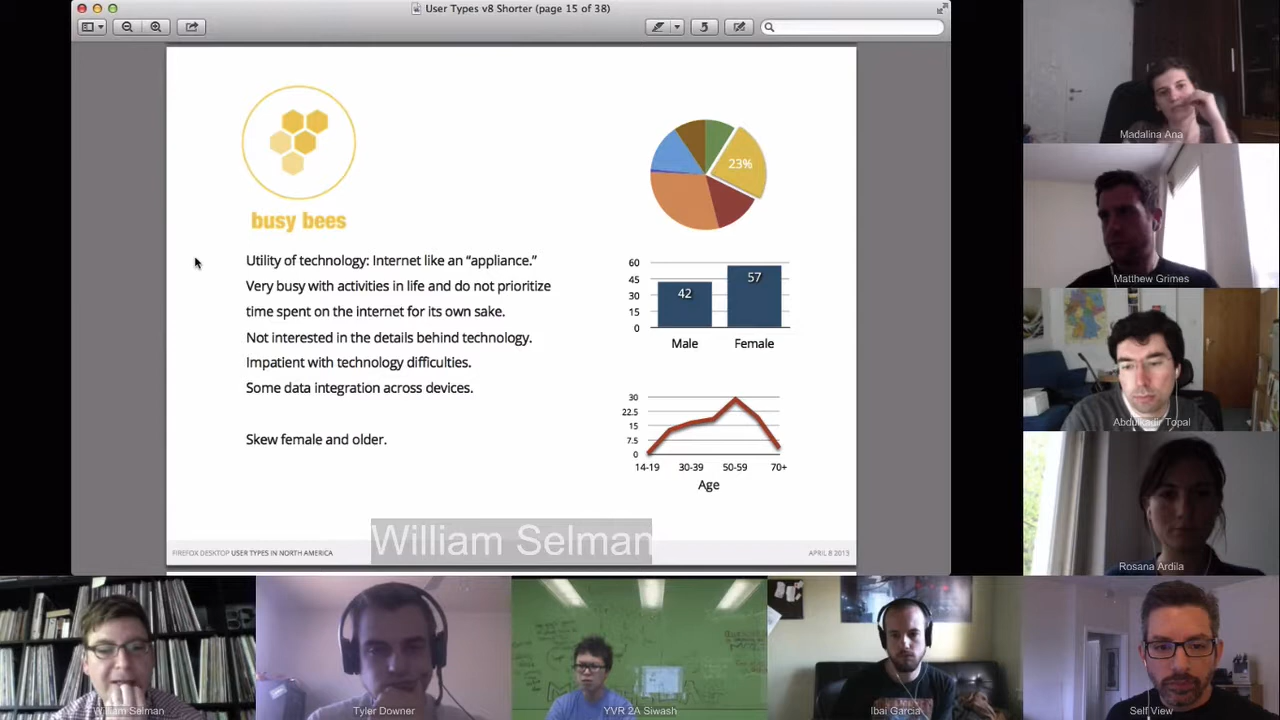 User Types v8 Shorter (page 15 of 38)
busy bees
Utility of technology: Internet like an “appliance.”
Very busy with activities in life and do not prioritize
time spent on the internet for its own sake.
Not interested in the details behind technology.
Impatient with technology difficulties.
Some data integration across devices.
Skew female and older.
23%
60
45
30
15
0
42
57
Male
Female
30
22.5
15
7.5
0
14-19
30-39
50-59
70+
Age
William Selman
FIREFOX DESKTOP USER TYPES IN NORTH AMERICA
APRIL 8 2013
Madalina Ana
Matthew Grimes
Abdulkadir Topal
Rosana Ardila
William Selman
Tyler Downer
YVR 2A Siwash
Ibai Garcia
Self View